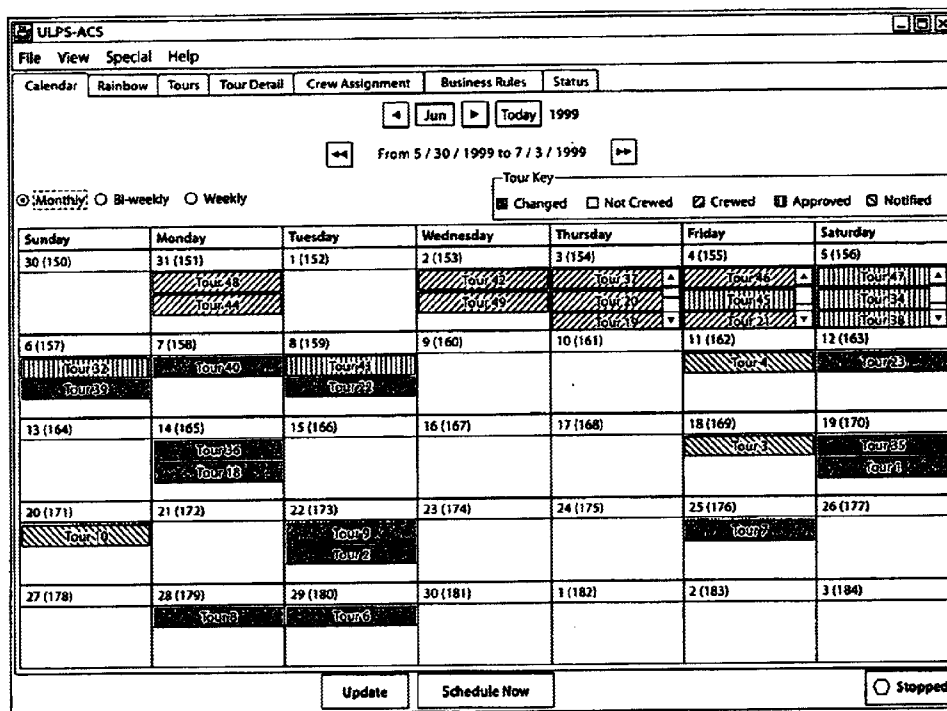 ULPS-ACS
File View Special Help
Calendar Rainbow Tours Tour Detail Crew Assignment Business Rules Status
Jun Today 1999
From 5 / 30 / 1999 to 7 / 3 / 1999
Tour Key
Monthly Bi-weekly Weekly
Changed Not Crewed Crewed Approved Notified
Sunday Monday Tuesday Wednesday Thursday Friday Saturday
30 (150) 31 (151) 1 (152) 2 (153) 3 (154) 4 (155) 5 (156)
Tour 48 Tour 42 Tour 37 Tour 46 Tour 47
Tour 44 Tour 49 Tour 20 Tour 45 Tour 34
Tour 19 Tour 21 Tour 38
6 (157) 7 (158) 8 (159) 9 (160) 10 (161) 11 (162) 12 (163)
Tour 32 Tour 40 Tour 41 Tour 4 Tour 23
Tour 39 Tour 22
13 (164) 14 (165) 15 (166) 16 (167) 17 (168) 18 (169) 19 (170)
Tour 36 Tour 3 Tour 35
Tour 18 Tour 1
20 (171) 21 (172) 22 (173) 23 (174) 24 (175) 25 (176) 26 (177)
Tour 10 Tour 9 Tour 7
Tour 2
27 (178) 28 (179) 29 (180) 30 (181) 1 (182) 2 (183) 3 (184)
Tour 8 Tour 6
Update Schedule Now Stopped